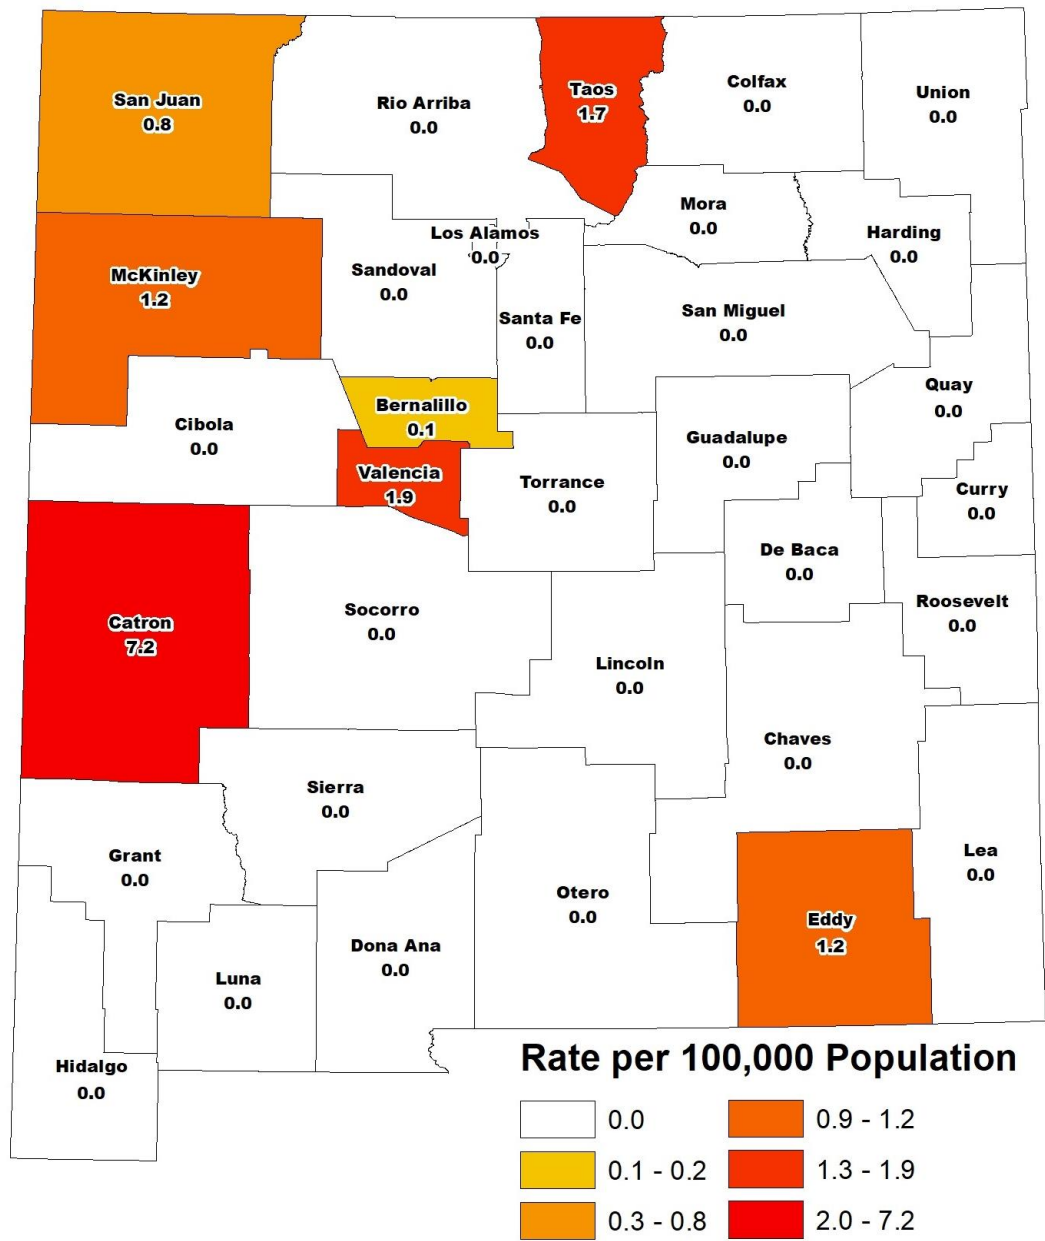 San Juan
0.8
Rio Arriba
0.0
Taos
1.7
Colfax
0.0
Union
0.0
Mora
0.0
Harding
0.0
Los Alamos
0.0
McKinley
1.2
Sandoval
0.0
Santa Fe
0.0
San Miguel
0.0
Quay
0.0
Bernalillo
0.1
Cibola
0.0
Guadalupe
0.0
Valencia
1.9
Torrance
0.0
Curry
0.0
De Baca
0.0
Roosevelt
0.0
Catron
7.2
Socorro
0.0
Lincoln
0.0
Chaves
0.0
Sierra
0.0
Grant
0.0
Lea
0.0
Otero
0.0
Eddy
1.2
Dona Ana
0.0
Luna
0.0
Hidalgo
0.0
Rate per 100,000 Population
0.0
0.1 - 0.2
0.3 - 0.8
0.9 - 1.2
1.3 - 1.9
2.0 - 7.2